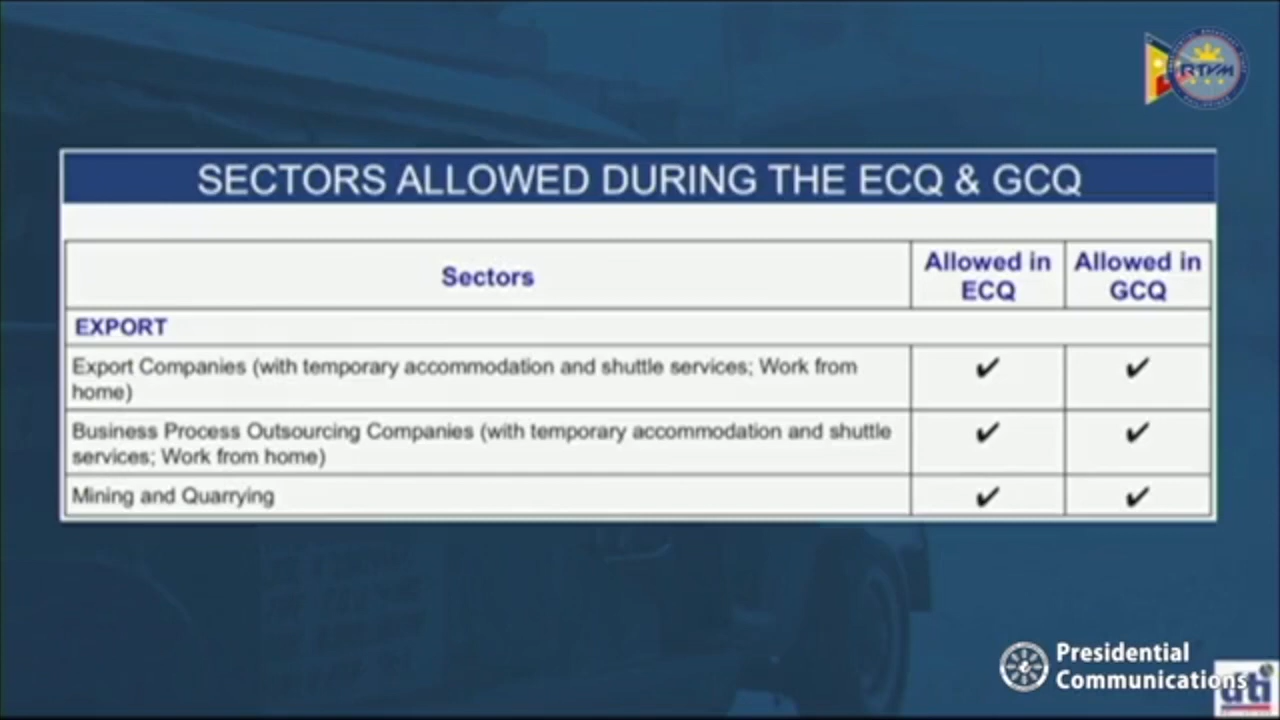 RTVM
SECTORS ALLOWED DURING THE ECQ & GCQ
Sectors
Allowed in
ECQ
Allowed in
GCQ
EXPORT
Export Companies (with temporary accommodation and shuttle services; Work from
home)
✔ ✔
Business Process Outsourcing Companies (with temporary accommodation and shuttle
services; Work from home)
✔ ✔
Mining and Quarrying ✔ ✔
Presidential
Communications
dti